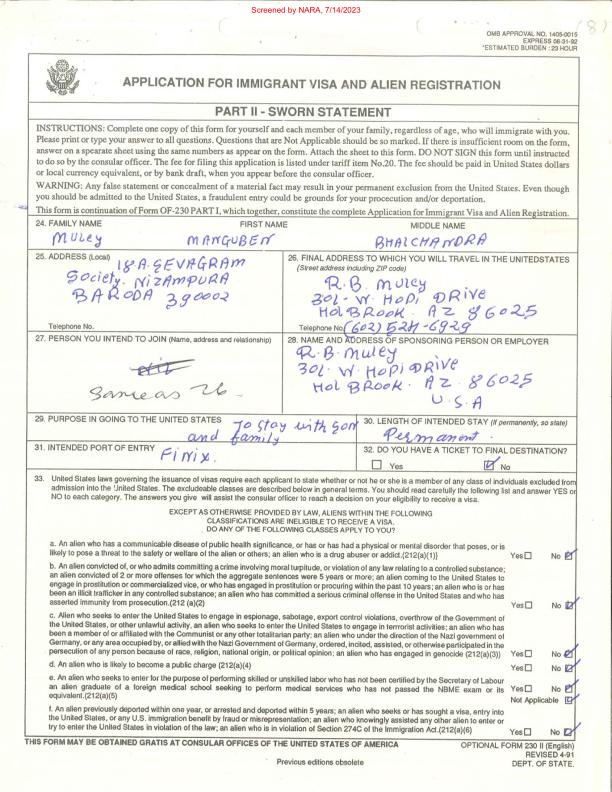 Screened by NARA, 7/14/2023
(8)
OMB APPROVAL NO. 1405-0015
EXPRESS 08-31-92
*ESTIMATED BURDEN : 23 HOUR
APPLICATION FOR IMMIGRANT VISA AND ALIEN REGISTRATION
PART II - SWORN STATEMENT
INSTRUCTIONS: Complete one copy of this form for yourself and each member of your family, regardless of age, who will immigrate with you.
Please print or type your answer to all questions. Questions that are Not Applicable should be so marked. If there is insufficient room on the form,
answer on a spearate sheet using the same numbers as appear on the form. Attach the sheet to this form. DO NOT SIGN this form until instructed
to do so by the consular officer. The fee for filing this application is listed under tariff item No.20. The fee should be paid in United States dollars
or local currency equivalent, or by bank draft, when you appear before the consular officer.
WARNING: Any false statement or concealment of a material fact may result in your permanent exclusion from the United States. Even though
you should be admitted to the United States, a fraudulent entry could be grounds for your procecution and/or deportation.
This form is continuation of Form OF-230 PART I, which together, constitute the complete Application for Immigrant Visa and Alien Registration.
24. FAMILY NAME FIRST NAME MIDDLE NAME
MULEY MANGUBEN BHALCHANDRA
25. ADDRESS (Local)
18 A. SEVAGRAM
Society. NIZAMPURA
BARODA 390002
Telephone No.
26. FINAL ADDRESS TO WHICH YOU WILL TRAVEL IN THE UNITEDSTATES
(Street address including ZIP code)
R.B. Muley
301- W. HOPI DRIVE
HOLBROOK. AZ 86025
Telephone No. (602) 524-6929
27. PERSON YOU INTEND TO JOIN (Name, address and relationship)
Same as 26
28. NAME AND ADDRESS OF SPONSORING PERSON OR EMPLOYER
R.B. Muley
301. W HOPI DRIVE
HOLBROOK. AZ. 86025
U.S.A
29. PURPOSE IN GOING TO THE UNITED STATES
To stay with son
and family
30. LENGTH OF INTENDED STAY (If permanently, so state)
Permanent.
31. INTENDED PORT OF ENTRY
FINIX.
32. DO YOU HAVE A TICKET TO FINAL DESTINATION?
Yes No
33. United States laws governing the issuance of visas require each applicant to state whether or not he or she is a member of any class of individuals excluded from
admission into the United States. The excludeable classes are described below in general terms. You should read carefully the following list and answer YES or
NO to each category. The answers you give will assist the consular officer to reach a decision on your eligibility to receive a visa.
EXCEPT AS OTHERWISE PROVIDED BY LAW, ALIENS WITHIN THE FOLLOWING
CLASSIFICATIONS ARE INELIGIBLE TO RECEIVE A VISA.
DO ANY OF THE FOLLOWING CLASSES APPLY TO YOU?
a. An alien who has a communicable disease of public health significance, or has or has had a physical or mental disorder that poses, or is
likely to pose a threat to the safety or welfare of the alien or others; an alien who is a drug abuser or addict.{212(a)(1)} Yes No
b. An alien convicted of, or who admits committing a crime involving moral turpitude, or violation of any law relating to a controlled substance;
an alien convicted of 2 or more offenses for which the aggregate sentences were 5 years or more; an alien coming to the United States to
engage in prostitution or commercialized vice, or who has engaged in prostitution or procuring within the past 10 years; an alien who is or has
been an illicit trafficker in any controlled substance; an alien who has committed a serious criminal offense in the United States and who has
asserted immunity from prosecution.(212 (a)(2) Yes No
c. Alien who seeks to enter the United States to engage in espionage, sabotage, export control violations, overthrow of the Government of
the United States, or other unlawful activity, an alien who seeks to enter the United States to engage in terrroist activities; an alien who has
been a member of or affiliated with the Communist or any other totalitarian party; an alien who under the direction of the Nazi government of
Germany, or any area occupied by, or allied with the Nazi Government of Germany, ordered, incited, assisted, or otherwise participated in the
persecution of any person because of race, religion, national origin, or political opinion; an alien who has engaged in genocide (212(a)(3)) Yes No
d. An alien who is likely to become a public charge (212(a)(4) Yes No
e. An alien who seeks to enter for the purpose of performing skilled or unskilled labor who has not been certified by the Secretary of Labour
an alien graduate of a foreign medical school seeking to perform medical services who has not passed the NBME exam or its Yes No
equivalent.(212(a)(5) Not Applicable
f. An alien previously deported within one year, or arrested and deported within 5 years; an alien who seeks or has sought a visa, entry into
the United States, or any U.S. immigration benefit by fraud or misrepresentation; an alien who knowingly assisted any other alien to enter or
try to enter the United States in violation of the law; an alien who is in violation of Section 274C of the Immigration Act.(212(a)(6) Yes No
THIS FORM MAY BE OBTAINED GRATIS AT CONSULAR OFFICES OF THE UNITED STATES OF AMERICA
OPTIONAL FORM 230 II (English)
REVISED 4-91
DEPT. OF STATE.
Previous editions obsolete